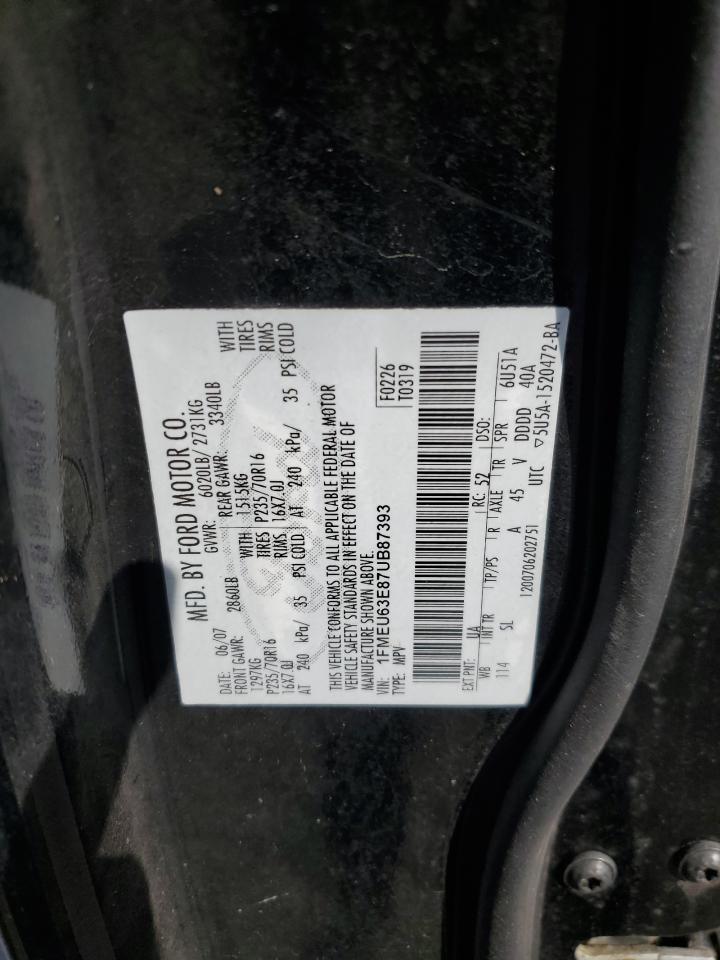 MFD. BY FORD MOTOR CO.
DATE: 06/07 GVWR: 6020LB/ 2731KG
FRONT GAWR: 2860LB REAR GAWR: 3340LB
1297KG WITH 1515KG WITH
P235/70R16 TIRES P235/70R16 TIRES
16X7.0J RIMS 16X7.0J RIMS
AT 240 kPa/ 35 PSI COLD AT 240 kPa/ 35 PSI COLD
THIS VEHICLE CONFORMS TO ALL APPLICABLE FEDERAL MOTOR
VEHICLE SAFETY STANDARDS IN EFFECT ON THE DATE OF
MANUFACTURE SHOWN ABOVE.
VIN: 1FMEU63E87UB87393 F0226
TYPE: MPV T0319
EXT PNT: UA RC: 52 DSO:
WB INT TR TP/PS R AXLE TR SPR 6U51A
114 SL A 45 V DDDD 40A
1200706202751 UTC ▽5U5A-1520472-BA